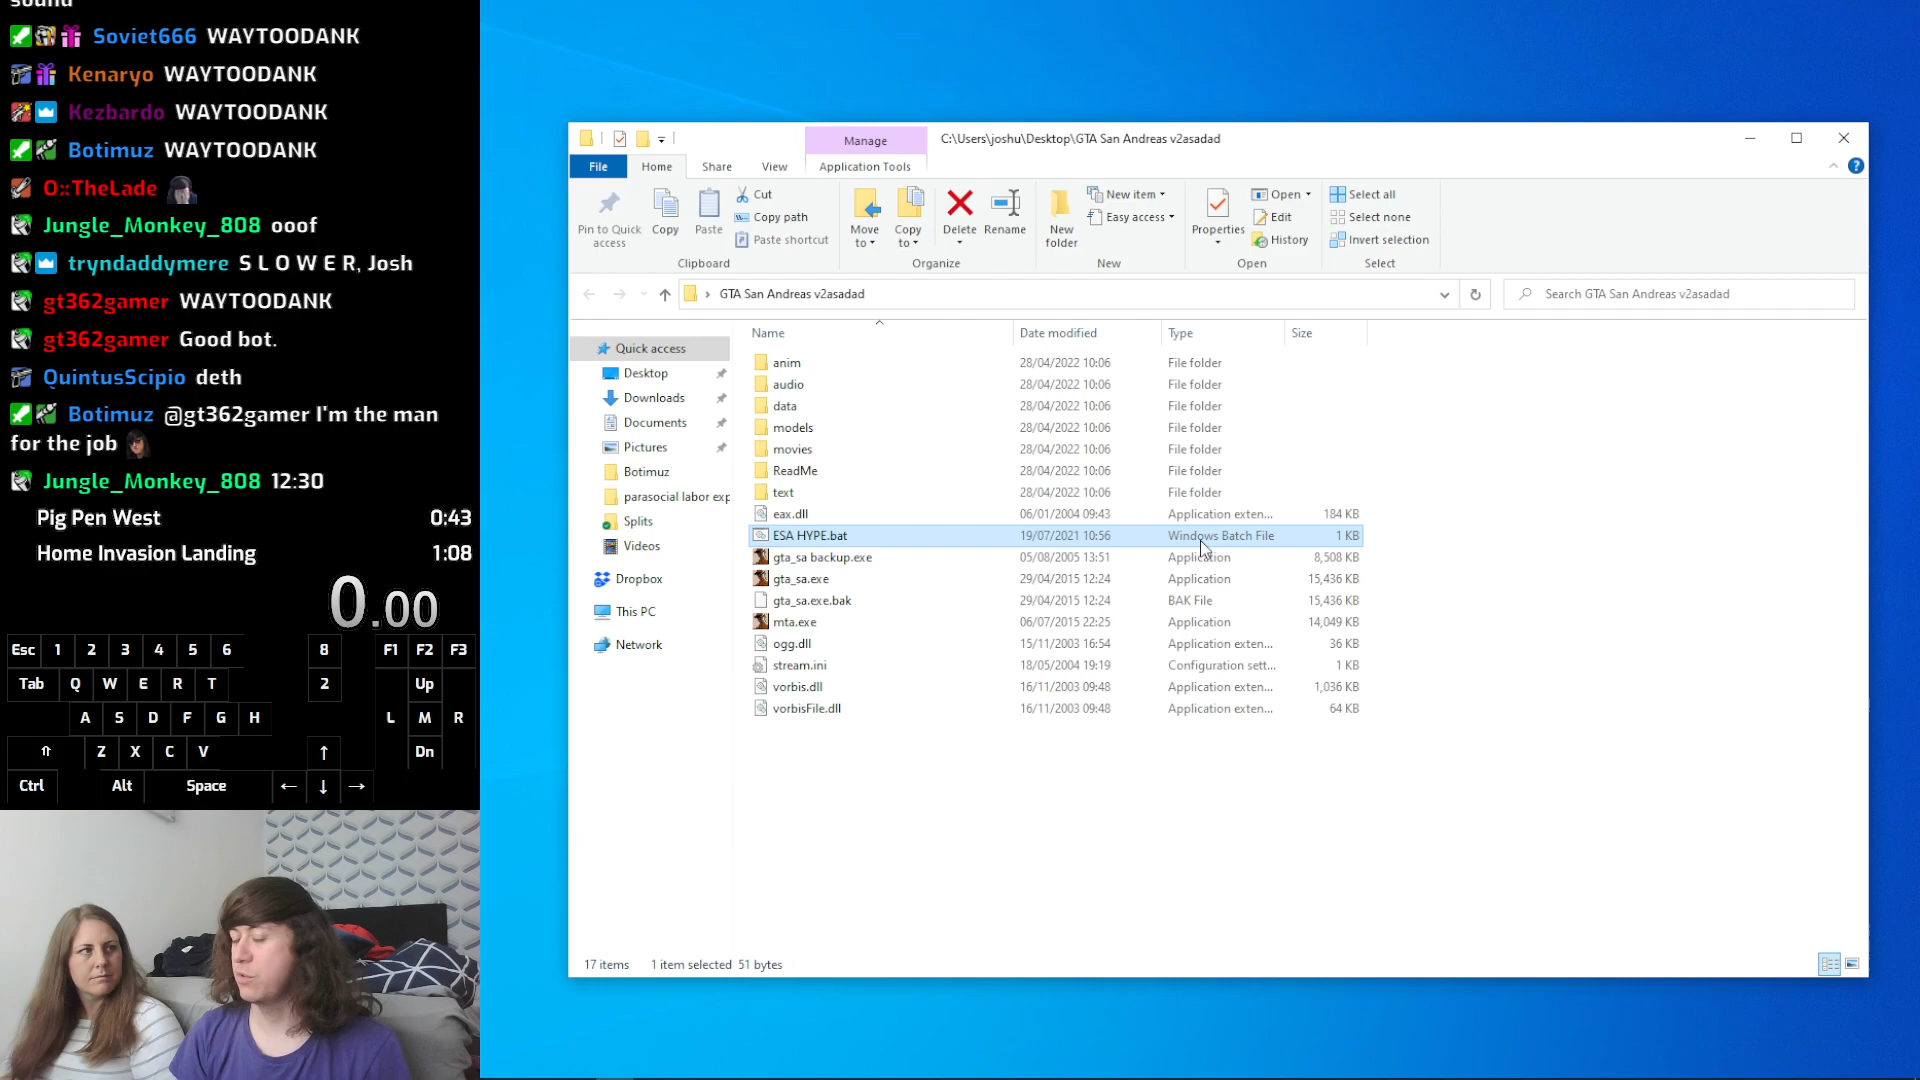 sound
Soviet666 WAYTOODANK
Kenaryo WAYTOODANK
Kezbardo WAYTOODANK
Botimuz WAYTOODANK
O::TheLade
Jungle_Monkey_808 ooof
tryndaddymere S L O W E R, Josh
gt362gamer WAYTOODANK
gt362gamer Good bot.
QuintusScipio deth
Botimuz @gt362gamer I'm the man
for the job
Jungle_Monkey_808 12:30
Pig Pen West 0:43
Home Invasion Landing 1:08
0.00
Esc 1 2 3 4 5 6 8 F1 F2 F3
Tab Q W E R T 2 Up
A S D F G H L M R
⇧ Z X C V ↑ Dn
Ctrl Alt Space ← ↓ →
Manage
C:\Users\joshu\Desktop\GTA San Andreas v2asadad
File Home Share View Application Tools
Pin to Quick access
Copy
Paste
Cut
Copy path
Paste shortcut
Clipboard
Move to
Copy to
Delete
Rename
Organize
New folder
New item
Easy access
New
Properties
Open
Edit
History
Open
Select all
Select none
Invert selection
Select
GTA San Andreas v2asadad
Search GTA San Andreas v2asadad
Quick access
Desktop
Downloads
Documents
Pictures
Botimuz
parasocial labor exp
Splits
Videos
Dropbox
This PC
Network
Name Date modified Type Size
anim 28/04/2022 10:06 File folder
audio 28/04/2022 10:06 File folder
data 28/04/2022 10:06 File folder
models 28/04/2022 10:06 File folder
movies 28/04/2022 10:06 File folder
ReadMe 28/04/2022 10:06 File folder
text 28/04/2022 10:06 File folder
eax.dll 06/01/2004 09:43 Application exten... 184 KB
ESA HYPE.bat 19/07/2021 10:56 Windows Batch File 1 KB
gta_sa backup.exe 05/08/2005 13:51 Application 8,508 KB
gta_sa.exe 29/04/2015 12:24 Application 15,436 KB
gta_sa.exe.bak 29/04/2015 12:24 BAK File 15,436 KB
mta.exe 06/07/2015 22:25 Application 14,049 KB
ogg.dll 15/11/2003 16:54 Application exten... 36 KB
stream.ini 18/05/2004 19:19 Configuration sett... 1 KB
vorbis.dll 16/11/2003 09:48 Application exten... 1,036 KB
vorbisFile.dll 16/11/2003 09:48 Application exten... 64 KB
17 items 1 item selected 51 bytes